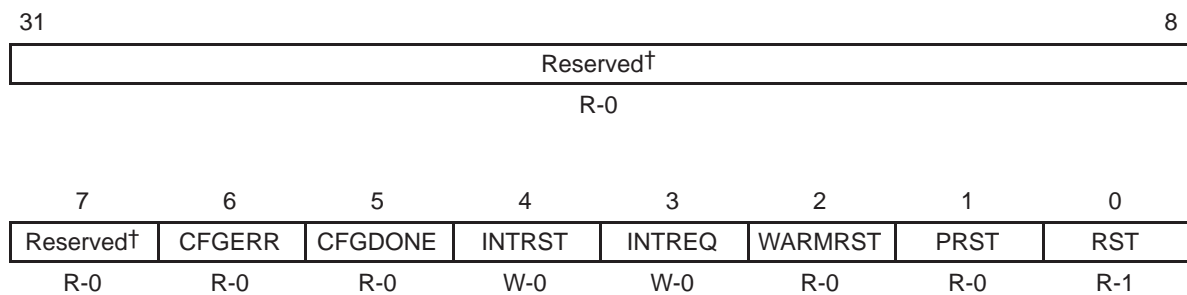 31 8
Reserved†
R-0
7 6 5 4 3 2 1 0
Reserved† CFGERR CFGDONE INTRST INTREQ WARMRST PRST RST
R-0 R-0 R-0 W-0 W-0 R-0 R-0 R-1